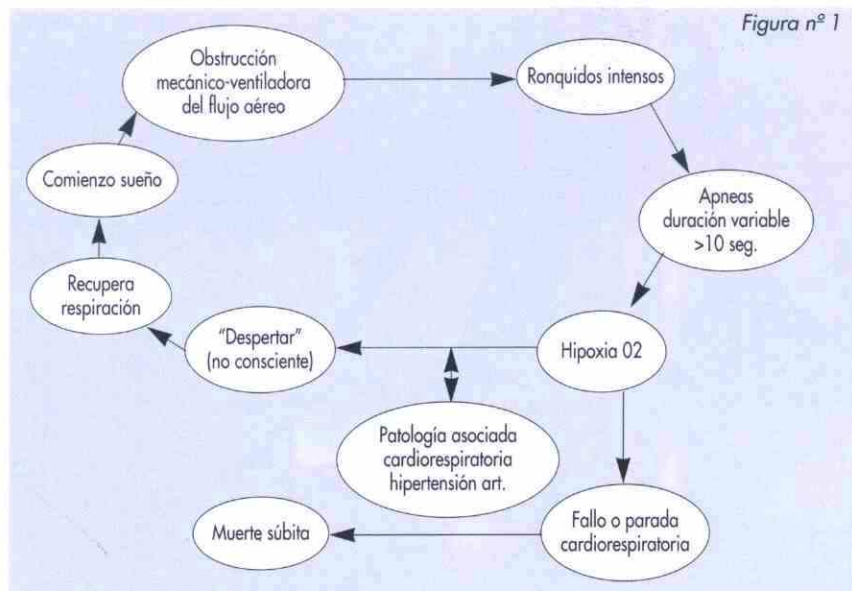 Figura nº 1
Obstrucción
mecánico-ventiladora
del flujo aéreo
Ronquidos intensos
Comienzo sueño
Apneas
duración variable
>10 seg.
Recupera
respiración
"Despertar"
(no consciente)
Hipoxia 02
Patología asociada
cardiorespiratoria
hipertensión art.
Muerte súbita
Fallo o parada
cardiorespiratoria